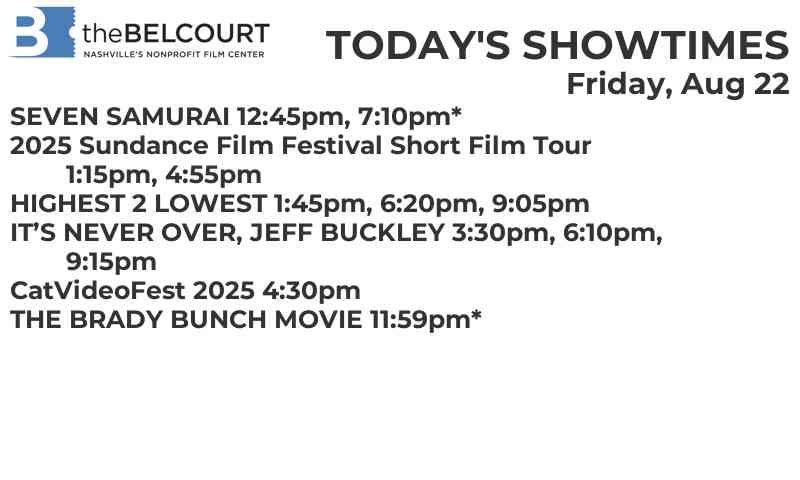 B theBELCOURT
NASHVILLE'S NONPROFIT FILM CENTER
TODAY'S SHOWTIMES
Friday, Aug 22
SEVEN SAMURAI 12:45pm, 7:10pm*
2025 Sundance Film Festival Short Film Tour
1:15pm, 4:55pm
HIGHEST 2 LOWEST 1:45pm, 6:20pm, 9:05pm
IT’S NEVER OVER, JEFF BUCKLEY 3:30pm, 6:10pm,
9:15pm
CatVideoFest 2025 4:30pm
THE BRADY BUNCH MOVIE 11:59pm*